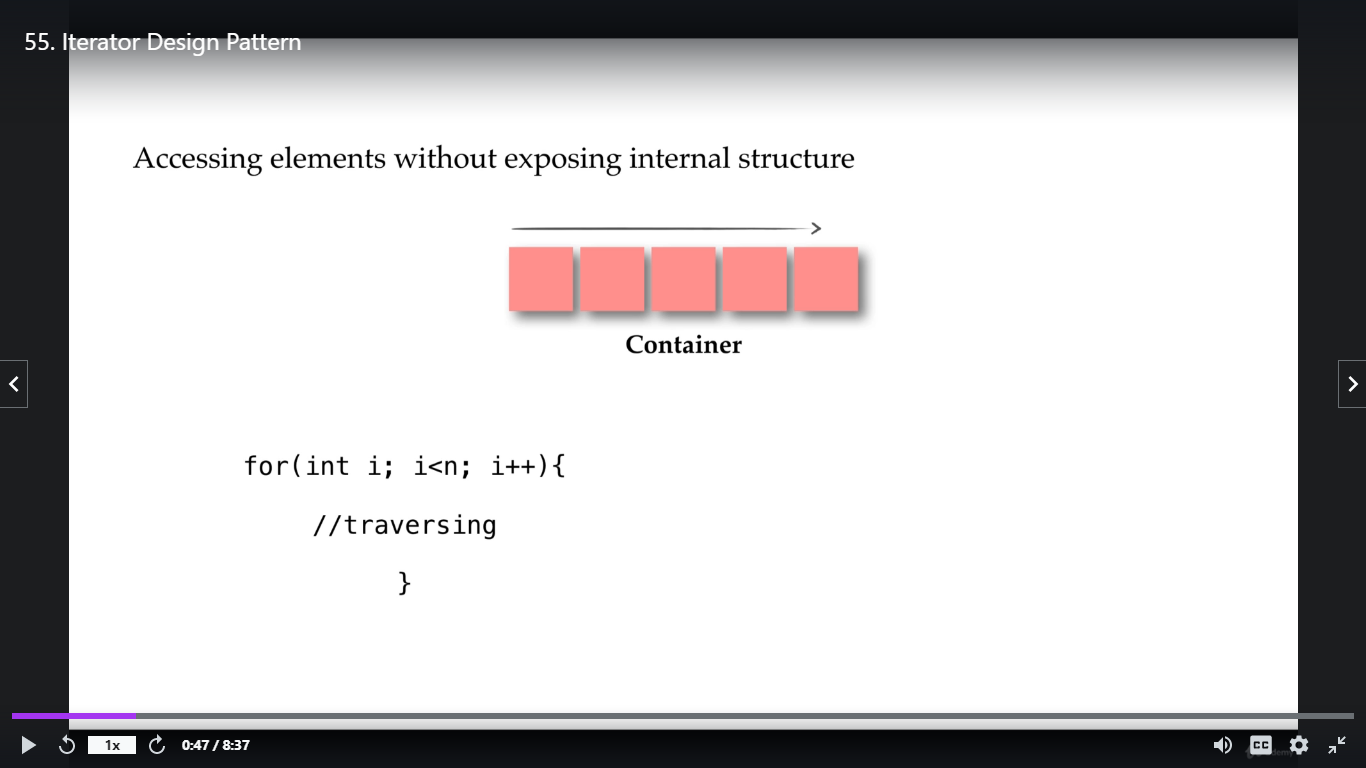 55. Iterator Design Pattern
Accessing elements without exposing internal structure
Container
for(int i; i<n; i++){
//traversing
}
1x
0:47 / 8:37
CC